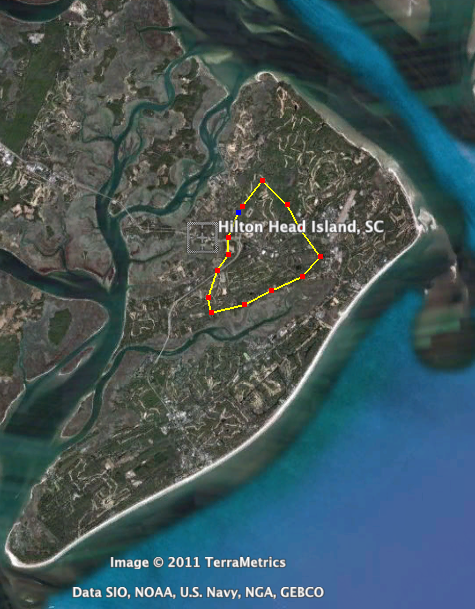 Hilton Head Island, SC
Image © 2011 TerraMetrics
Data SIO, NOAA, U.S. Navy, NGA, GEBCO